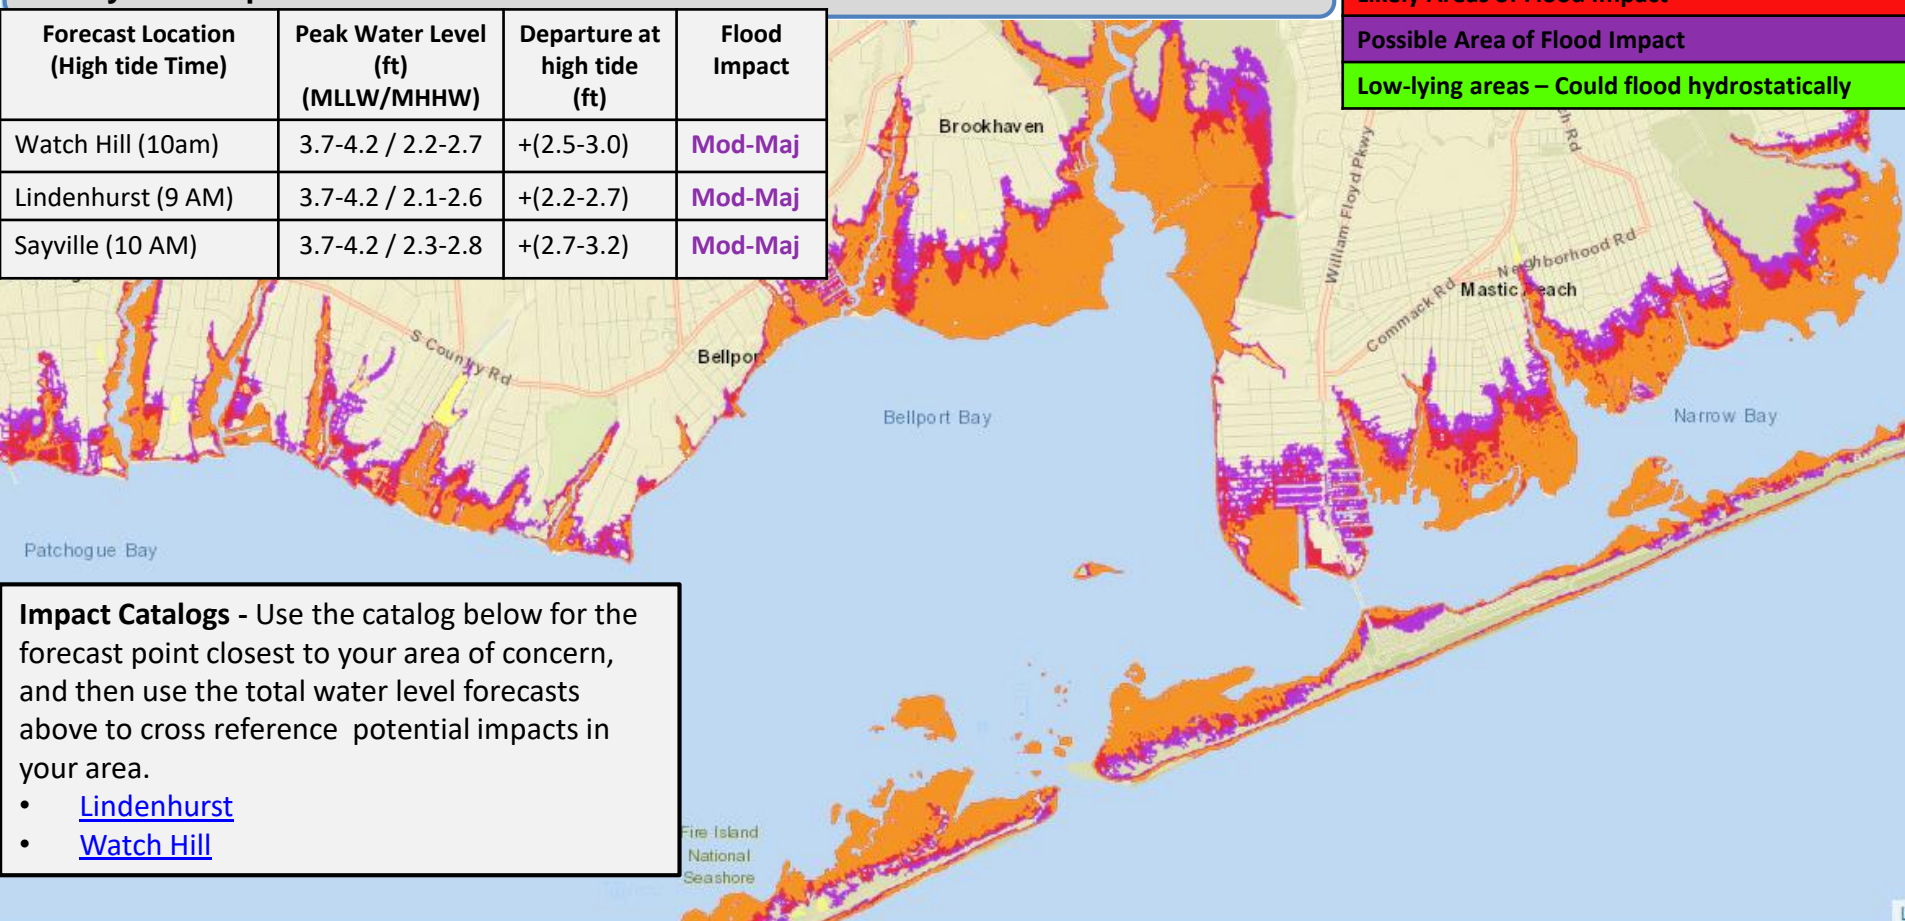 Likely Areas of Flood Impact
Possible Area of Flood Impact
Low-lying areas – Could flood hydrostatically
Forecast Location (High tide Time) Peak Water Level (ft) (MLLW/MHHW) Departure at high tide (ft) Flood Impact
Watch Hill (10am) 3.7-4.2 / 2.2-2.7 +(2.5-3.0) Mod-Maj
Lindenhurst (9 AM) 3.7-4.2 / 2.1-2.6 +(2.2-2.7) Mod-Maj
Sayville (10 AM) 3.7-4.2 / 2.3-2.8 +(2.7-3.2) Mod-Maj
Brookhaven
William Floyd Pkwy
Rd
Neighborhood Rd
Commack Rd
Mastic Beach
S Country Rd
Bellpor
Bellport Bay
Narrow Bay
Patchogue Bay
Impact Catalogs - Use the catalog below for the
forecast point closest to your area of concern,
and then use the total water level forecasts
above to cross reference potential impacts in
your area.
• Lindenhurst
• Watch Hill
Fire Island
National
Seashore